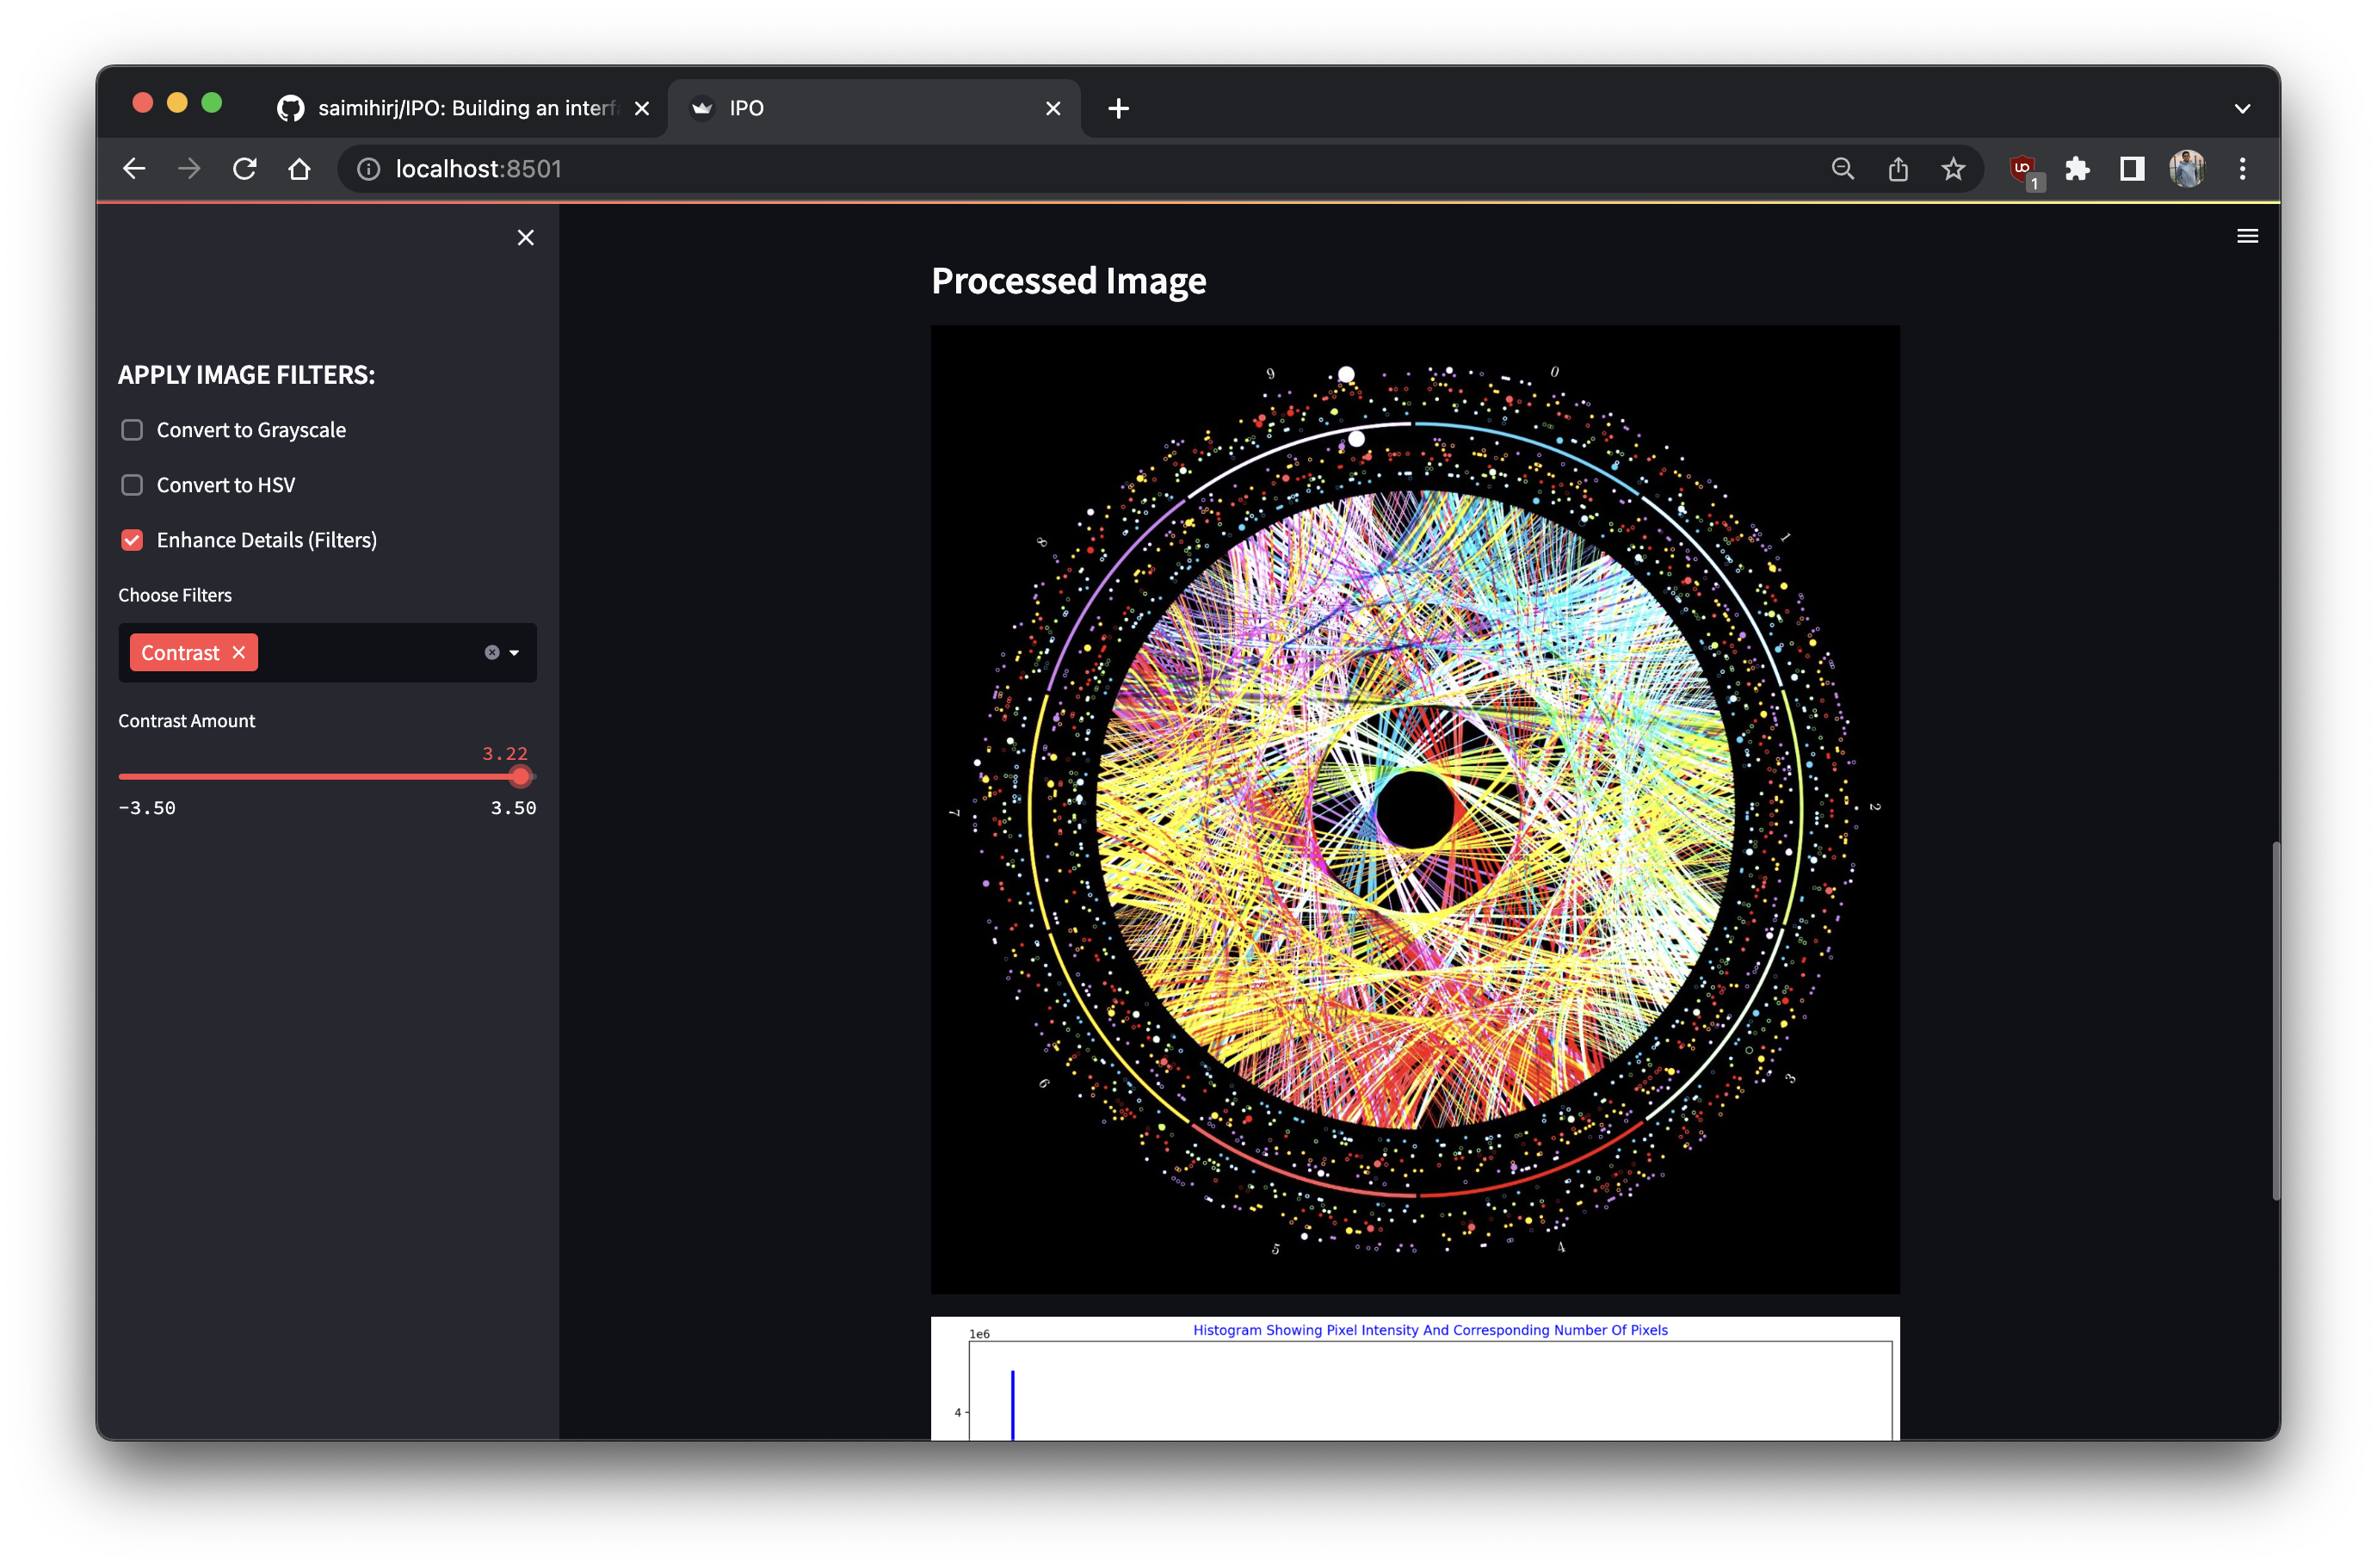 saimihirj/IPO: Building an interf
IPO
localhost:8501
1
APPLY IMAGE FILTERS:
Convert to Grayscale
Convert to HSV
Enhance Details (Filters)
Choose Filters
Contrast
Contrast Amount
3.22
-3.50 3.50
Processed Image
9 0
8 1
7 2
6 3
5 4
1e6
Histogram Showing Pixel Intensity And Corresponding Number Of Pixels
4